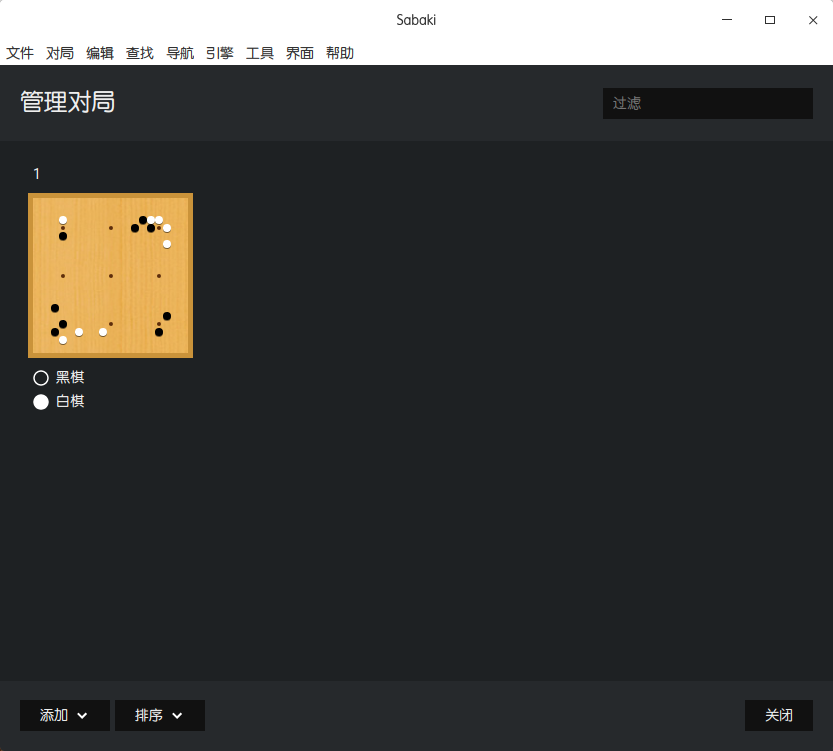 Sabaki
文件 对局 编辑 查找 导航 引擎 工具 界面 帮助
管理对局
过滤
1
黑棋
白棋
添加 排序 关闭